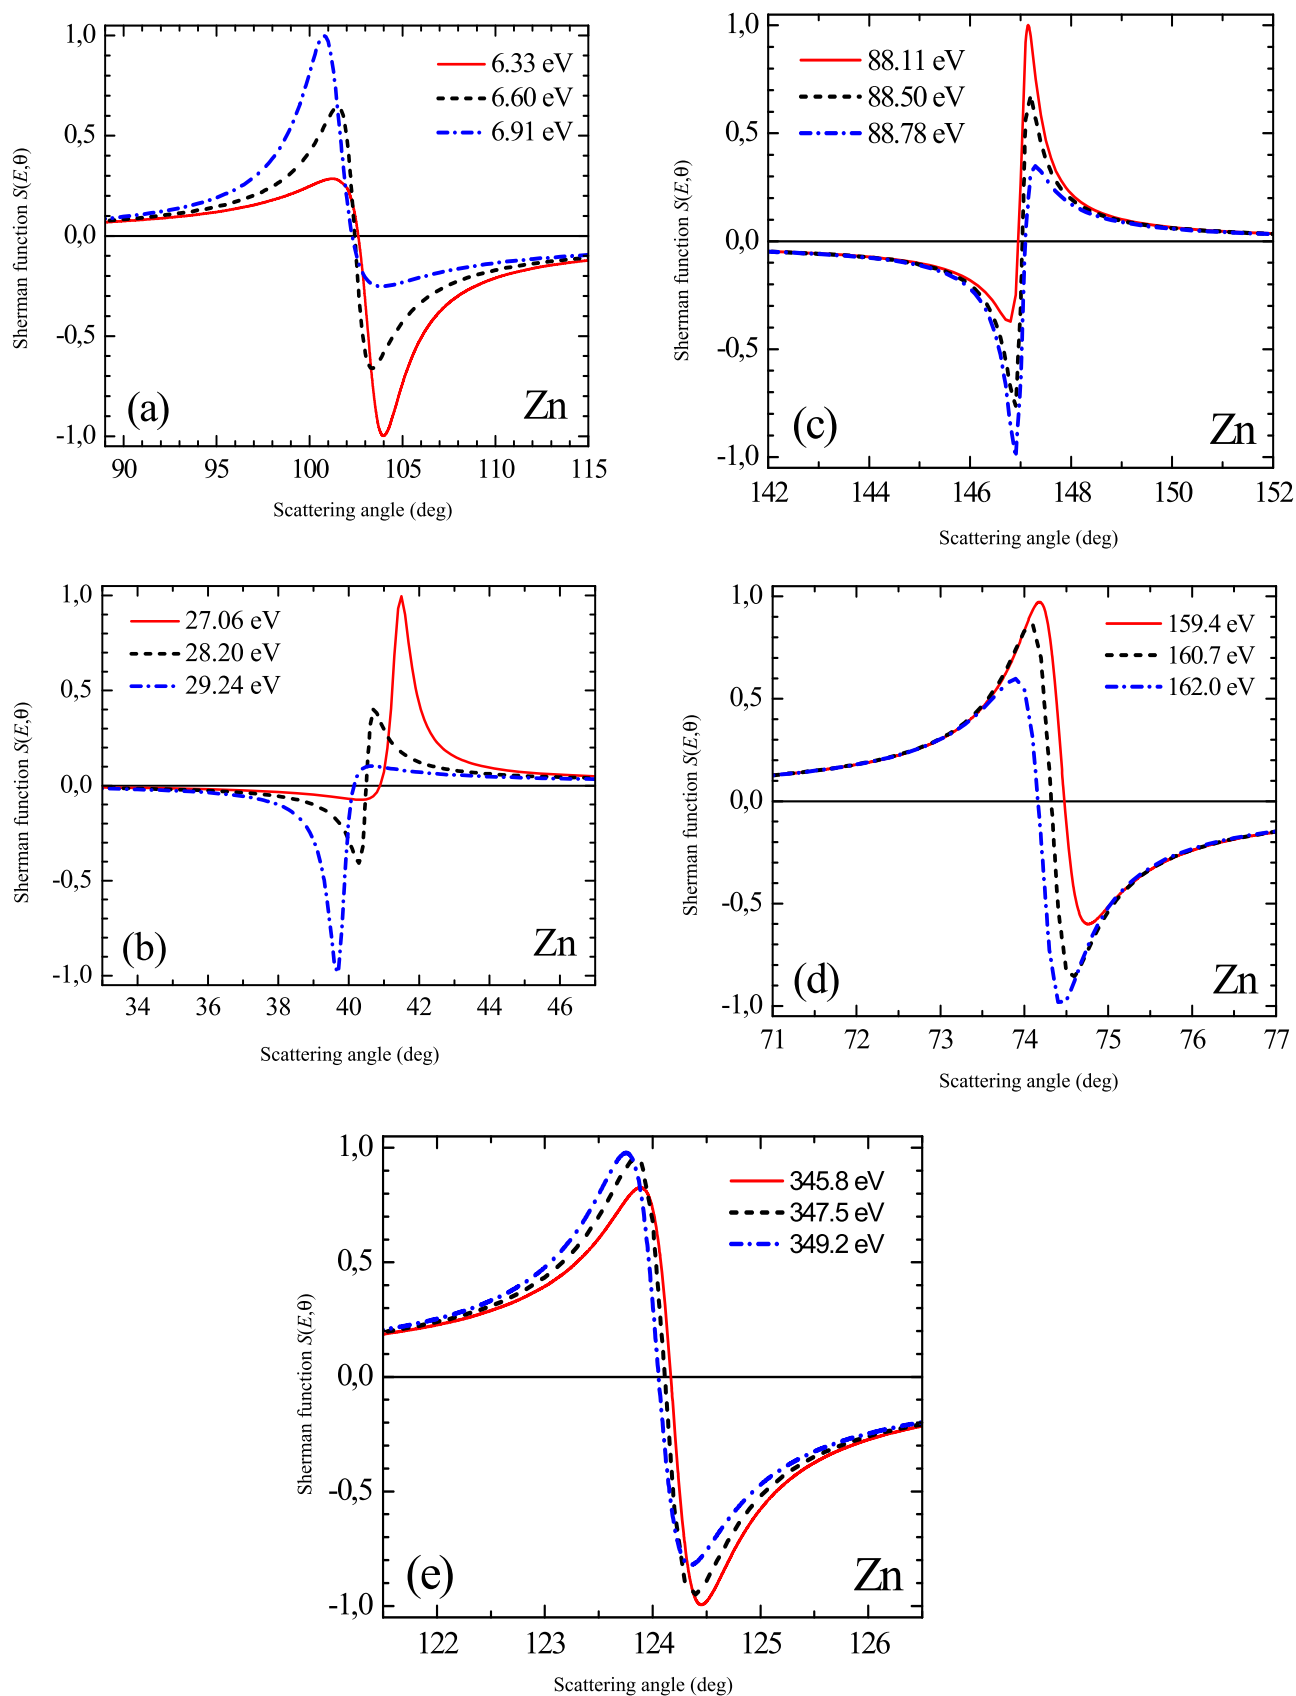 1,0
0,5
0,0
-0,5
-1,0
Sherman function S(E,θ)
6.33 eV
6.60 eV
6.91 eV
(a)
Zn
90 95 100 105 110 115
Scattering angle (deg)
1,0
0,5
0,0
-0,5
-1,0
Sherman function S(E,θ)
88.11 eV
88.50 eV
88.78 eV
(c)
Zn
142 144 146 148 150 152
Scattering angle (deg)
1,0
0,5
0,0
-0,5
-1,0
Sherman function S(E,θ)
27.06 eV
28.20 eV
29.24 eV
(b)
Zn
34 36 38 40 42 44 46
Scattering angle (deg)
1,0
0,5
0,0
-0,5
-1,0
Sherman function S(E,θ)
159.4 eV
160.7 eV
162.0 eV
(d)
Zn
71 72 73 74 75 76 77
Scattering angle (deg)
1,0
0,5
0,0
-0,5
-1,0
Sherman function S(E,θ)
345.8 eV
347.5 eV
349.2 eV
(e)
Zn
122 123 124 125 126
Scattering angle (deg)